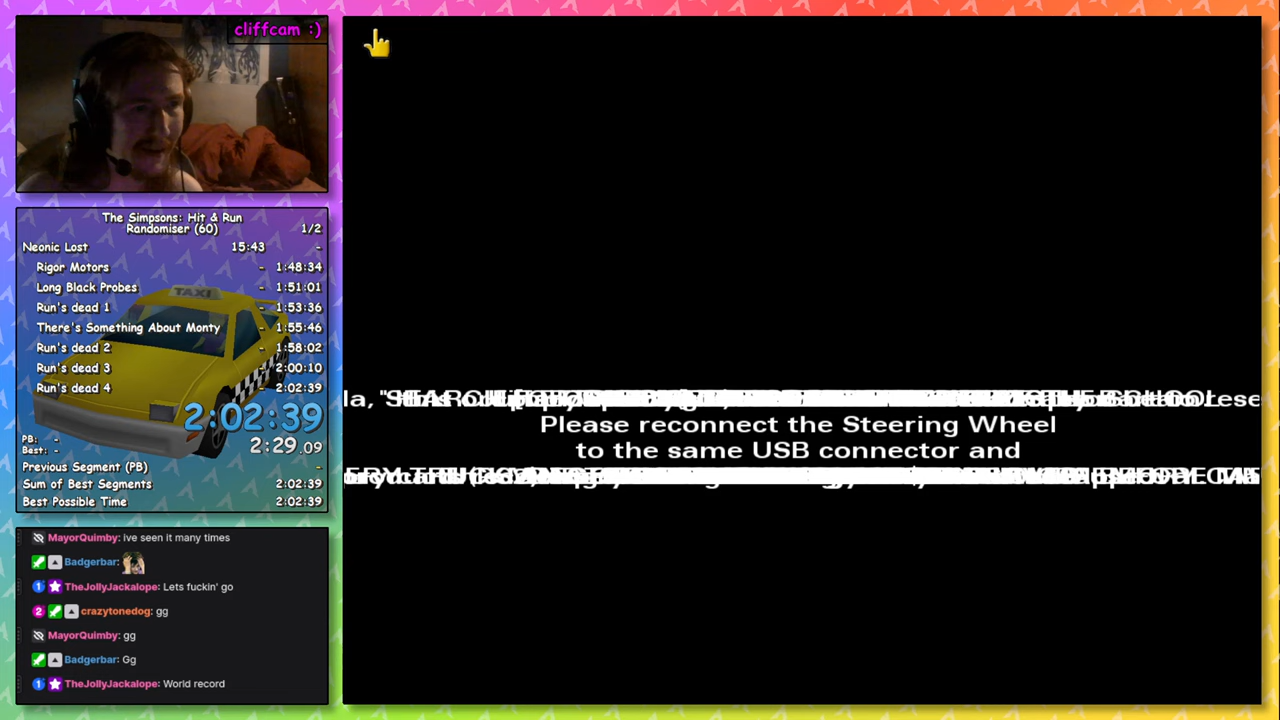 cliffcam :)
The Simpsons: Hit & Run
Randomiser (60) 1/2
Neonic Lost 15:43 -
Rigor Motors - 1:48:34
Long Black Probes - 1:51:01
Run's dead 1 - 1:53:36
There's Something About Monty - 1:55:46
Run's dead 2 - 1:58:02
Run's dead 3 - 2:00:10
Run's dead 4 - 2:02:39
TAXI
2:02:39
PB: -
Best: -
2:29.09
Previous Segment (PB) -
Sum of Best Segments 2:02:39
Best Possible Time 2:02:39
MayorQuimby: ive seen it many times
Badgerbar:
1 TheJollyJackalope: Lets fuckin' go
2 crazytonedog: gg
MayorQuimby: gg
Badgerbar: Gg
1 TheJollyJackalope: World record
Please reconnect the Steering Wheel
to the same USB connector and